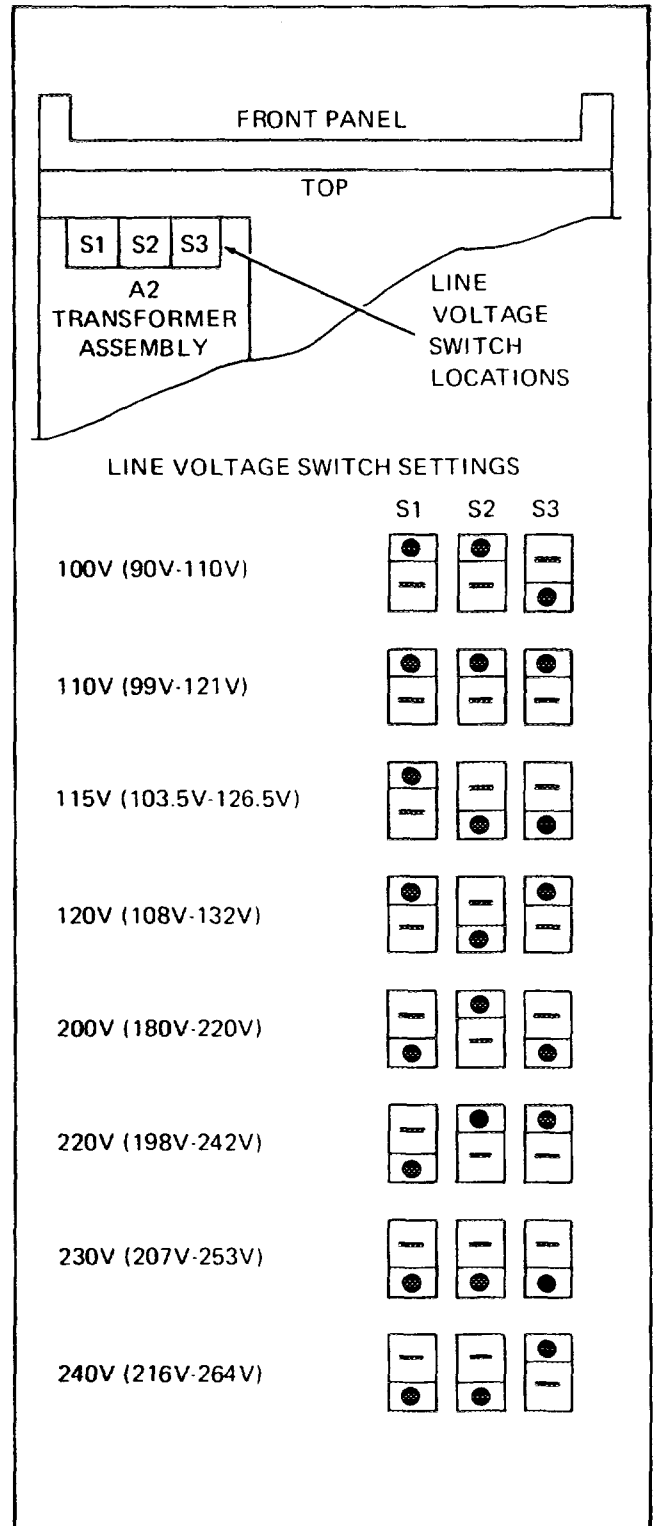 FRONT PANEL
TOP
S1 S2 S3
A2
TRANSFORMER
ASSEMBLY
LINE
VOLTAGE
SWITCH
LOCATIONS
LINE VOLTAGE SWITCH SETTINGS
S1 S2 S3
100V (90V-110V)
110V (99V-121V)
115V (103.5V-126.5V)
120V (108V-132V)
200V (180V-220V)
220V (198V-242V)
230V (207V-253V)
240V (216V-264V)